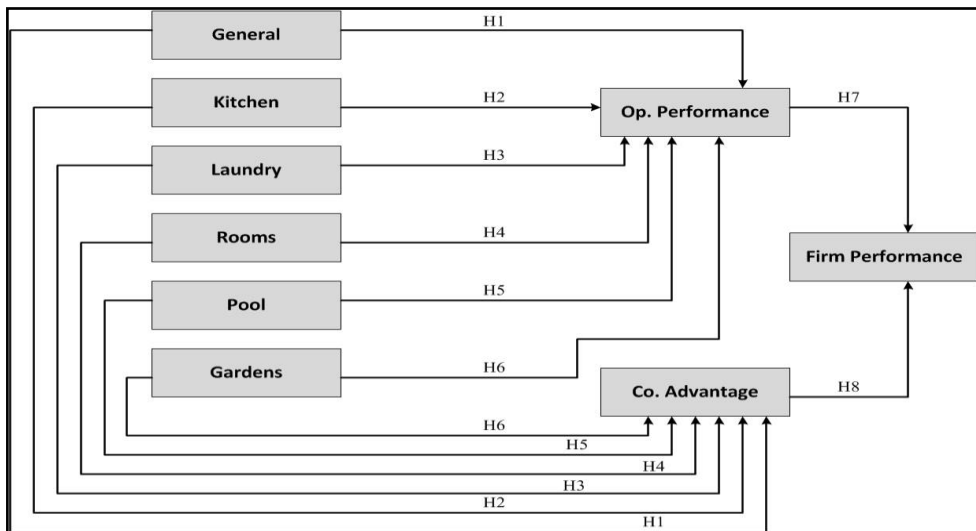 General
H1
Kitchen
H2
Op. Performance
H7
Laundry
H3
Rooms
H4
Firm Performance
Pool
H5
Gardens
H6
Co. Advantage
H8
H6
H5
H4
H3
H2
H1